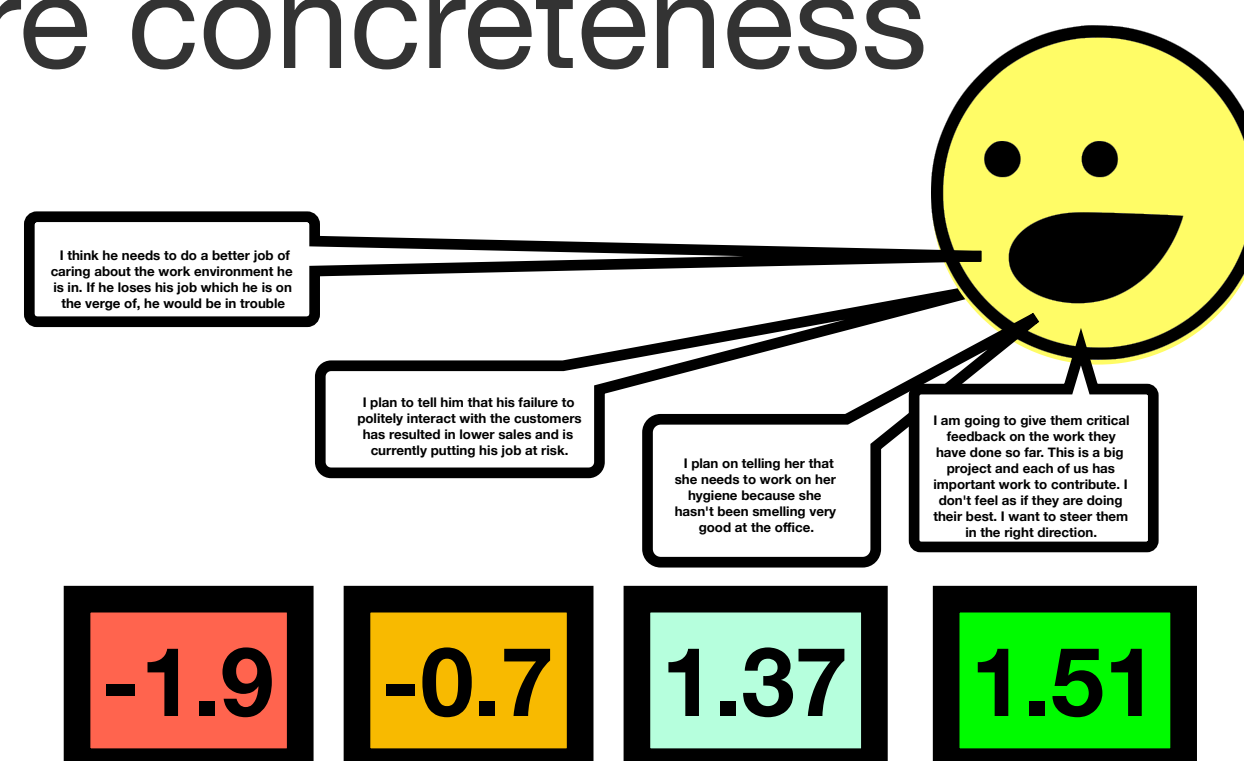 re concreteness
I think he needs to do a better job of
caring about the work environment he
is in. If he loses his job which he is on
the verge of, he would be in trouble
I plan to tell him that his failure to
politely interact with the customers
has resulted in lower sales and is
currently putting his job at risk.
I plan on telling her that
she needs to work on her
hygiene because she
hasn't been smelling very
good at the office.
I am going to give them critical
feedback on the work they
have done so far. This is a big
project and each of us has
important work to contribute. I
don't feel as if they are doing
their best. I want to steer them
in the right direction.
-1.9
-0.7
1.37
1.51